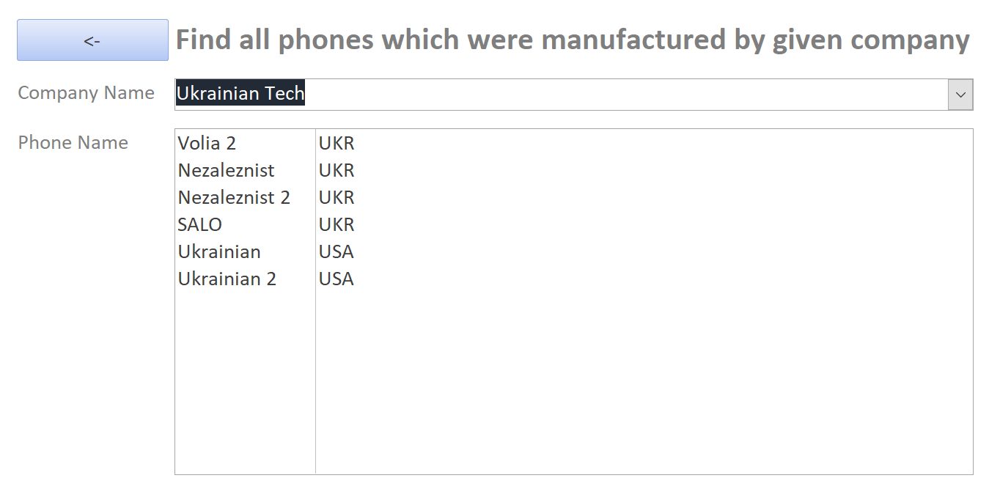 <- Find all phones which were manufactured by given company
Company Name Ukrainian Tech
Phone Name Volia 2 UKR
Nezaleznist UKR
Nezaleznist 2 UKR
SALO UKR
Ukrainian USA
Ukrainian 2 USA